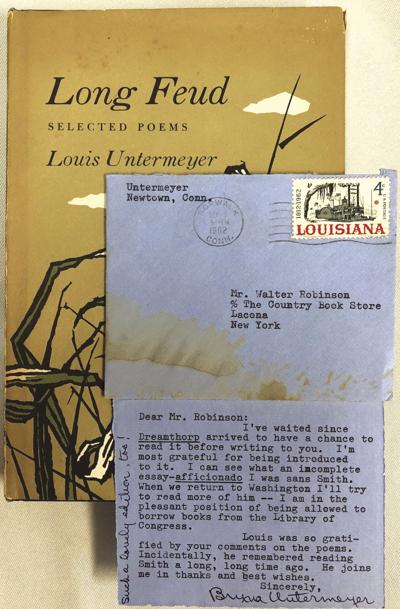 Long Feud
SELECTED POEMS
Louis Untermeyer
Untermeyer
Newtown, Conn.
NORWALK
1962
CONN.
1812-1962
4¢
LOUISIANA
Mr. Walter Robinson
% The Country Book Store
Lacona
New York
Dear Mr. Robinson:
I've waited since
Dreamthorp arrived to have a chance to
read it before writing to you. I'm
most grateful for being introduced
to it. I can see what an imcomplete
essay-afficionado I was sans Smith.
When we return to Washington I'll try
to read more of him -- I am in the
pleasant position of being allowed to
borrow books from the Library of
Congress.
Louis was so grati-
fied by your comments on the poems.
Incidentally, he remembered reading
Smith a long, long time ago. He joins
me in thanks and best wishes.
Sincerely,
Bryna Untermeyer
Such a lovely edition, too!